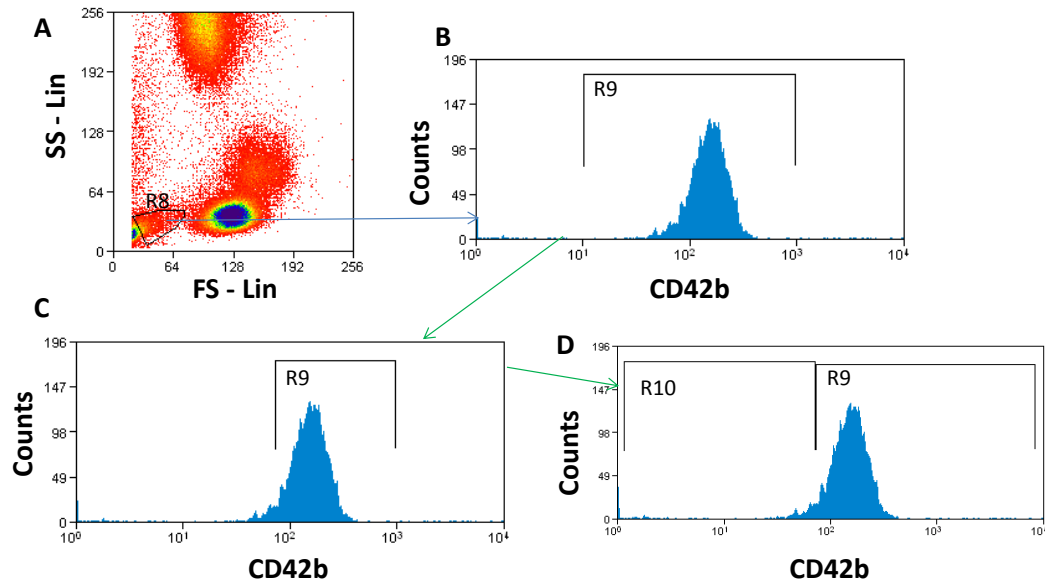 A
256
192
128
64
0
SS - Lin
R8
0 64 128 192 256
FS - Lin
B
196
147
98
49
0
Counts
R9
10⁰ 10¹ 10² 10³ 10⁴
CD42b
C
196
147
98
49
0
Counts
R9
10⁰ 10¹ 10² 10³ 10⁴
CD42b
D
196
147
98
49
0
Counts
R10
R9
10⁰ 10¹ 10² 10³ 10⁴
CD42b